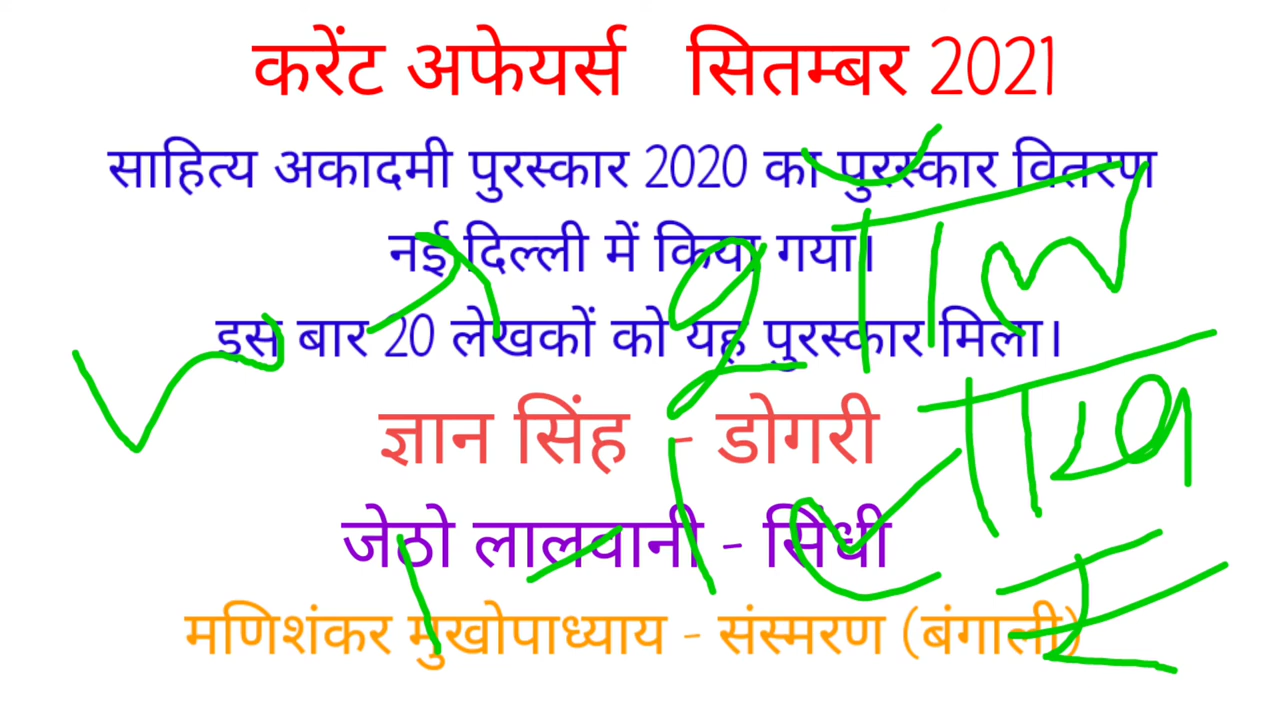 करेंट अफेयर्स सितम्बर 2021
साहित्य अकादमी पुरस्कार 2020 का पुरस्कार वितरण
नई दिल्ली में किया गया।
इस बार 20 लेखकों को यह पुरस्कार मिला।
ज्ञान सिंह - डोगरी
जेठो लालवानी - सिंधी
मणिशंकर मुखोपाध्याय - संस्मरण (बंगाली)